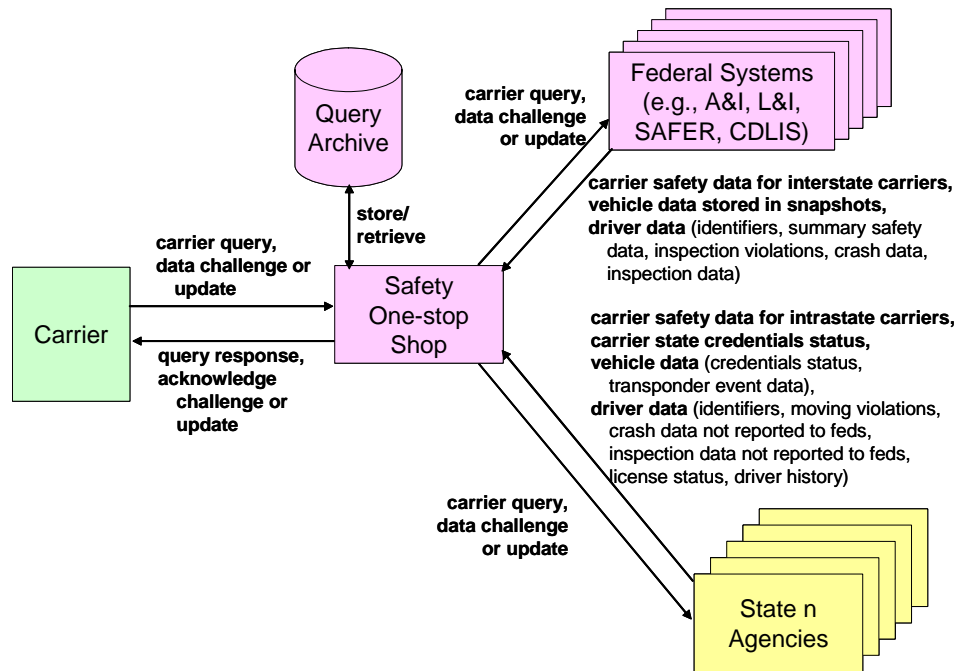 Federal Systems
(e.g., A&I, L&I,
SAFER, CDLIS)
carrier query,
data challenge
or update
Query
Archive
carrier safety data for interstate carriers,
vehicle data stored in snapshots,
driver data (identifiers, summary safety
data, inspection violations, crash data,
inspection data)
store/
retrieve
carrier query,
data challenge or
update
Safety
One-stop
Shop
Carrier
query response,
acknowledge
challenge or
update
carrier safety data for intrastate carriers,
carrier state credentials status,
vehicle data (credentials status,
transponder event data),
driver data (identifiers, moving violations,
crash data not reported to feds,
inspection data not reported to feds,
license status, driver history)
carrier query,
data challenge
or update
State n
Agencies